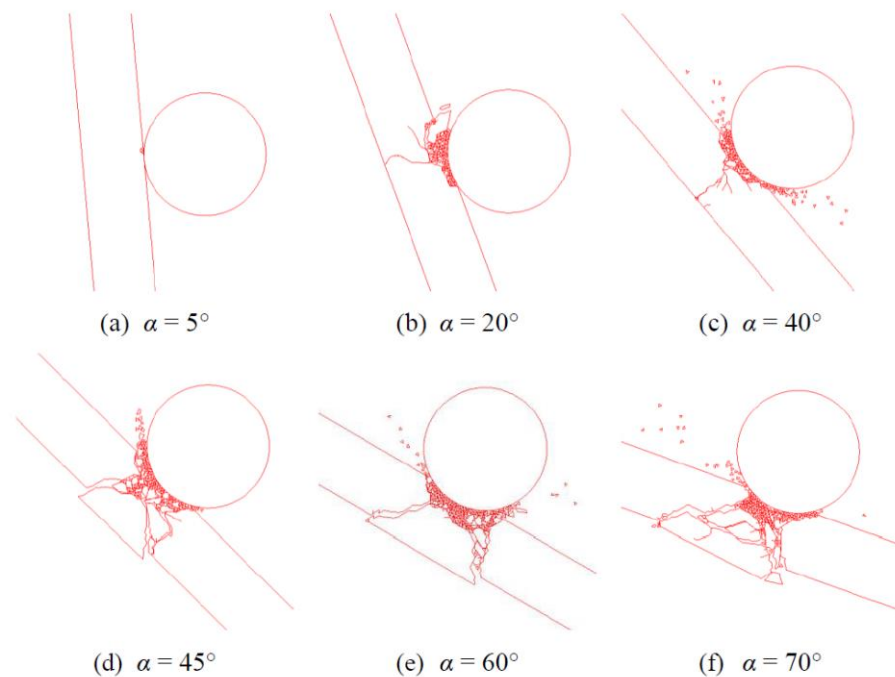 (a) α = 5°
(b) α = 20°
(c) α = 40°
(d) α = 45°
(e) α = 60°
(f) α = 70°